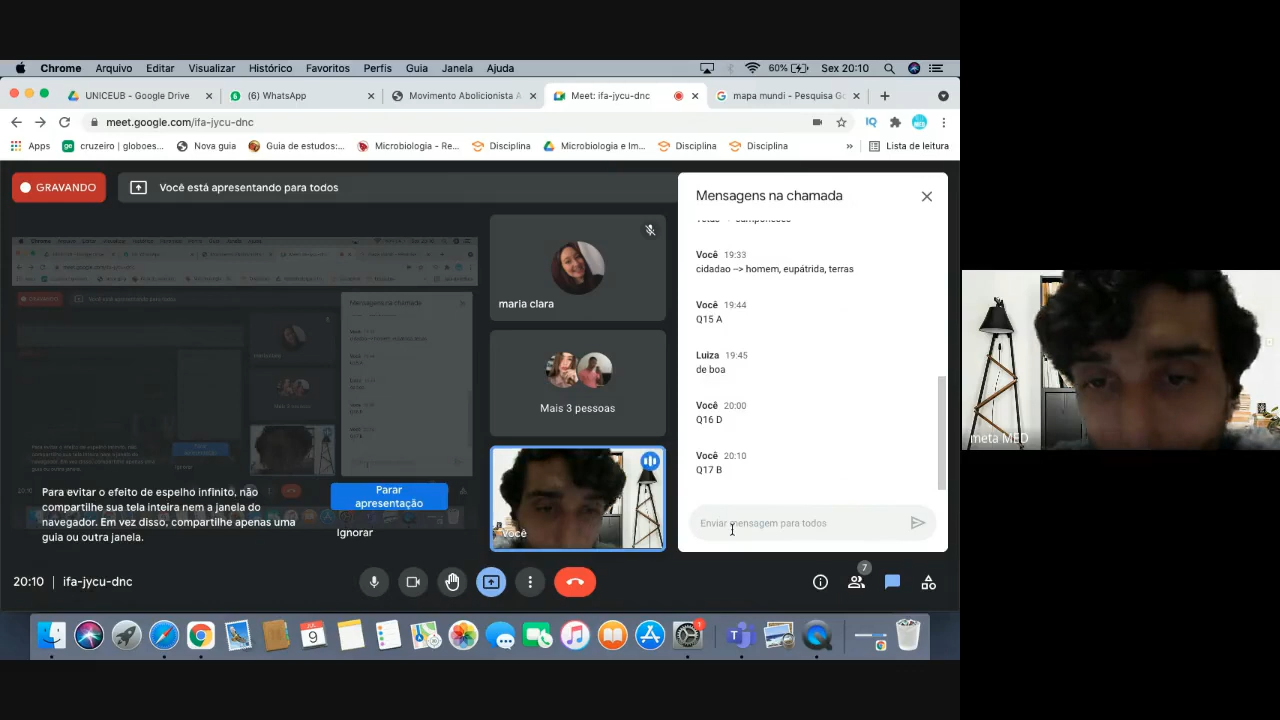 Chrome Arquivo Editar Visualizar Histórico Favoritos Perfis Guia Janela Ajuda 60% Sex 20:10
UNICEUB - Google Drive
(6) WhatsApp
Movimento Abolicionista A
Meet: ifa-jycu-dnc
mapa mundi - Pesquisa Go
meet.google.com/ifa-jycu-dnc
Apps
cruzeiro | globoes...
Nova guia
Guia de estudos:...
Microbiologia - Re...
Disciplina
Microbiologia e Im...
Disciplina
Disciplina
Lista de leitura
GRAVANDO
Você está apresentando para todos
maria clara
Mais 3 pessoas
Você
Para evitar o efeito de espelho infinito, não
compartilhe sua tela inteira nem a janela do
navegador. Em vez disso, compartilhe apenas uma
guia ou outra janela.
Parar
apresentação
Ignorar
Mensagens na chamada
Você 19:33
cidadao --> homem, eupátrida, terras
Você 19:44
Q15 A
Luiza 19:45
de boa
Você 20:00
Q16 D
Você 20:10
Q17 B
Enviar mensagem para todos
20:10 | ifa-jycu-dnc
7
JUL
9
1
meta MED